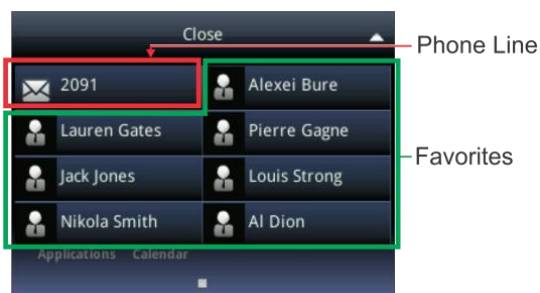 Close
Phone Line
2091
Alexei Bure
Lauren Gates
Pierre Gagne
Favorites
Jack Jones
Louis Strong
Nikola Smith
Al Dion
Applications Calendar